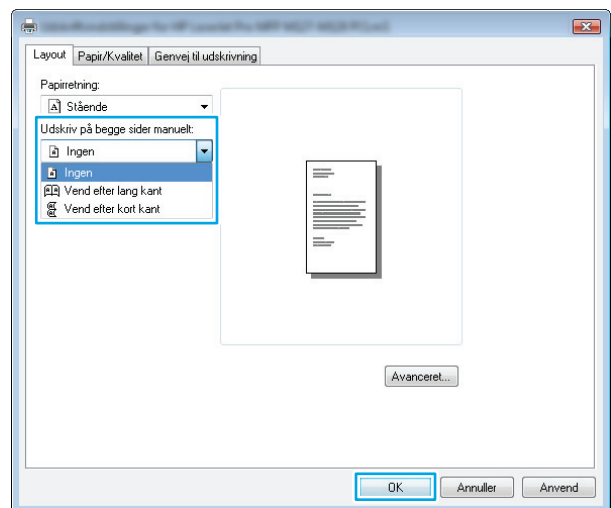 Layout Papir/Kvalitet Genvej til udskrivning
Papirretning:
Stående
Udskriv på begge sider manuelt:
Ingen
Ingen
Vend efter lang kant
Vend efter kort kant
Avanceret...
OK Annuller Anvend